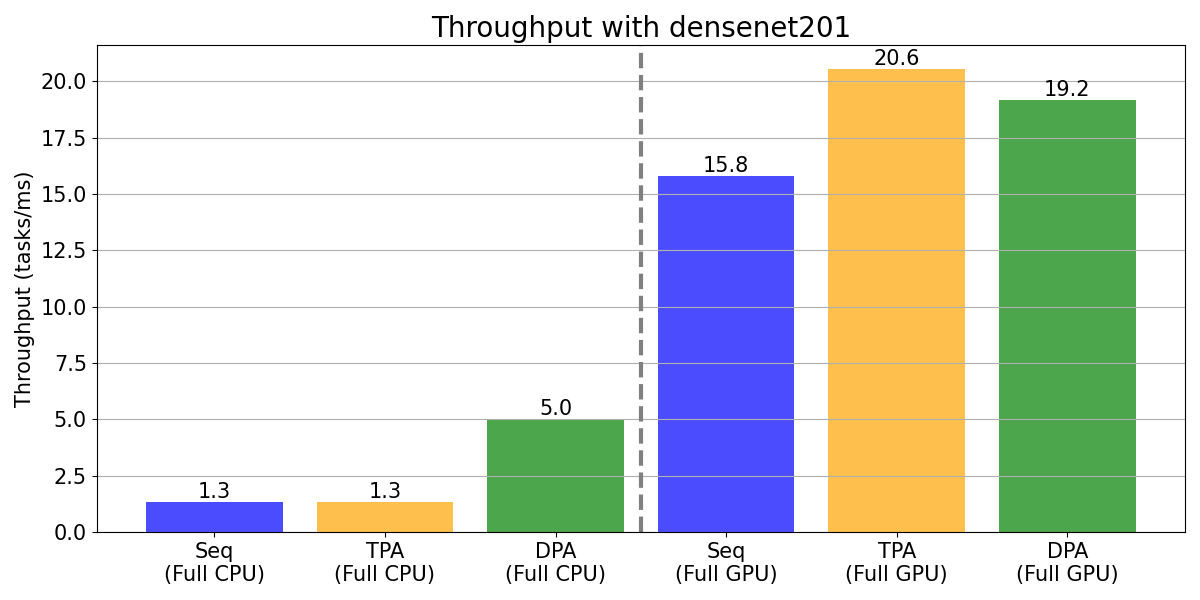 Throughput with densenet201
Throughput (tasks/ms)
20.0
17.5
15.0
12.5
10.0
7.5
5.0
2.5
0.0
1.3
1.3
5.0
15.8
20.6
19.2
Seq
(Full CPU)
TPA
(Full CPU)
DPA
(Full CPU)
Seq
(Full GPU)
TPA
(Full GPU)
DPA
(Full GPU)